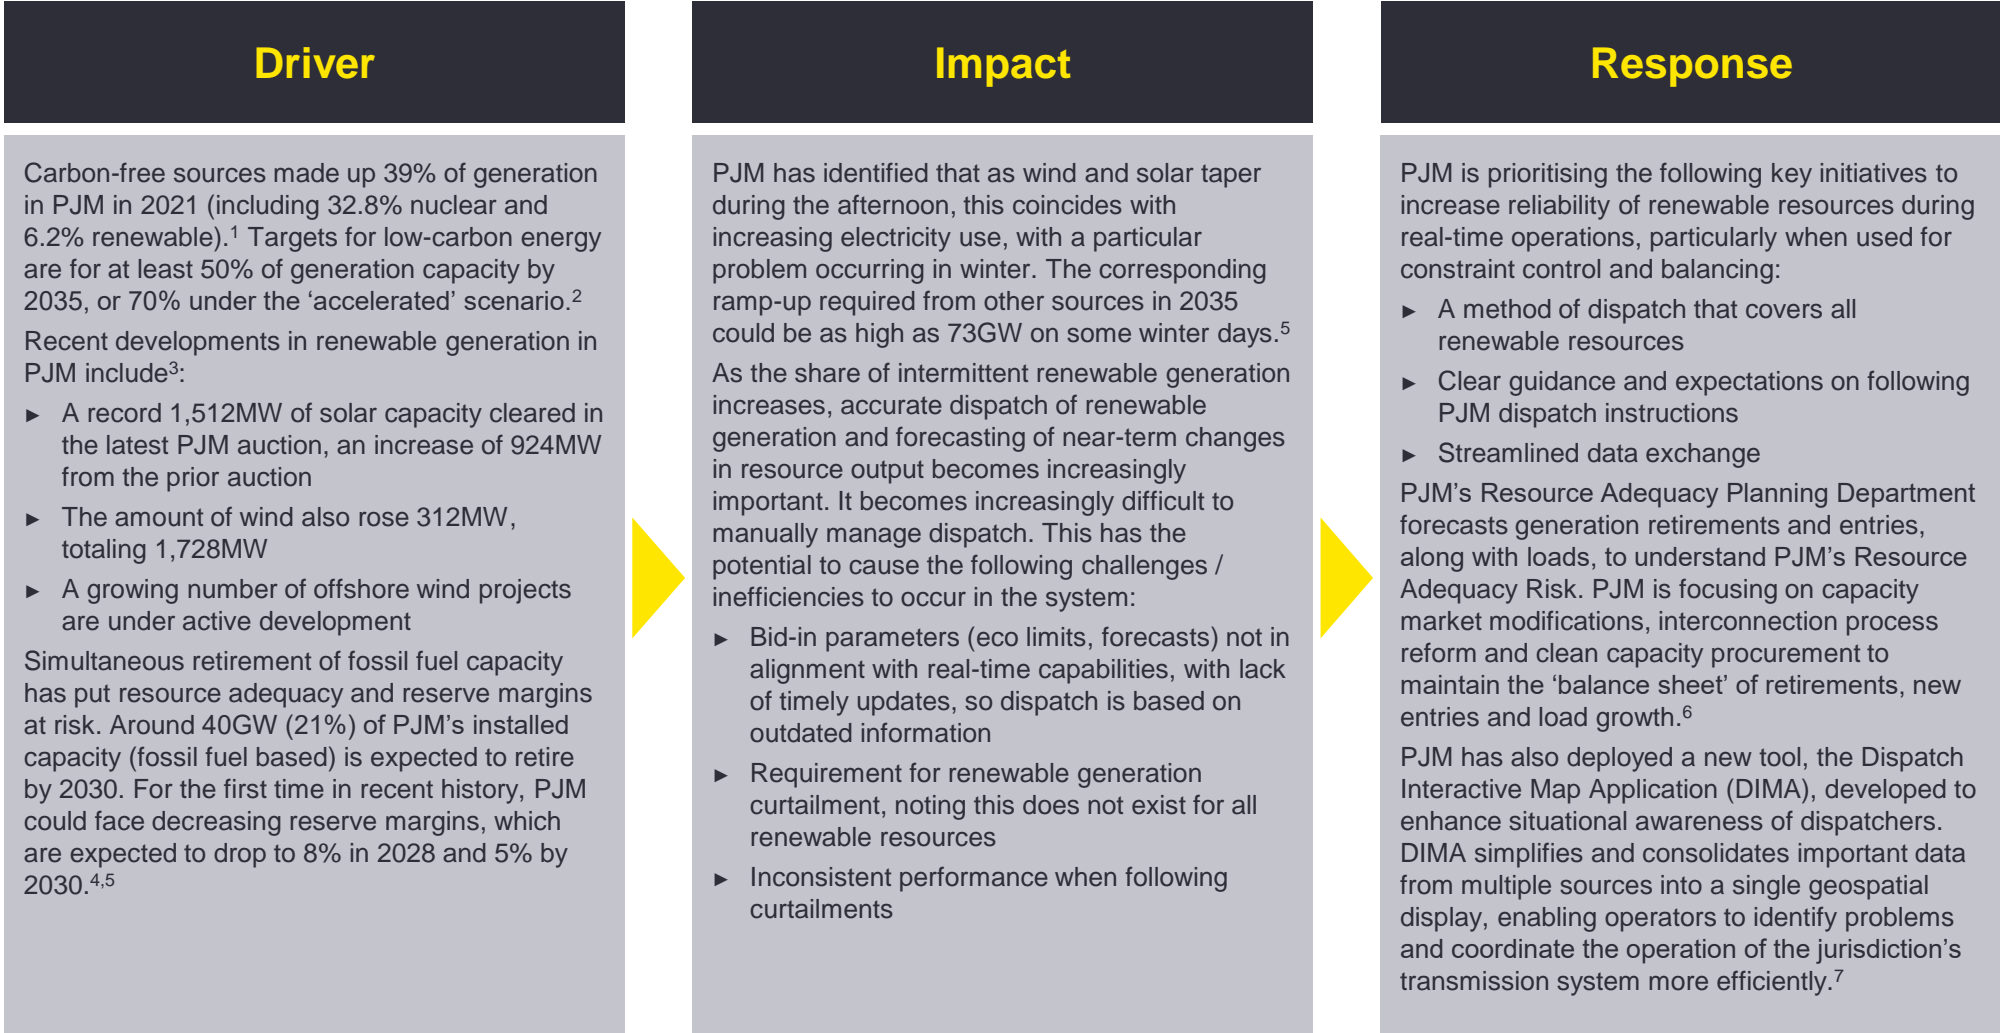 Driver
Carbon-free sources made up 39% of generation
in PJM in 2021 (including 32.8% nuclear and
6.2% renewable).1 Targets for low-carbon energy
are for at least 50% of generation capacity by
2035, or 70% under the ‘accelerated’ scenario.2
Recent developments in renewable generation in
PJM include3:
► A record 1,512MW of solar capacity cleared in
the latest PJM auction, an increase of 924MW
from the prior auction
► The amount of wind also rose 312MW,
totaling 1,728MW
► A growing number of offshore wind projects
are under active development
Simultaneous retirement of fossil fuel capacity
has put resource adequacy and reserve margins
at risk. Around 40GW (21%) of PJM’s installed
capacity (fossil fuel based) is expected to retire
by 2030. For the first time in recent history, PJM
could face decreasing reserve margins, which
are expected to drop to 8% in 2028 and 5% by
2030.4,5
Impact
PJM has identified that as wind and solar taper
during the afternoon, this coincides with
increasing electricity use, with a particular
problem occurring in winter. The corresponding
ramp-up required from other sources in 2035
could be as high as 73GW on some winter days.5
As the share of intermittent renewable generation
increases, accurate dispatch of renewable
generation and forecasting of near-term changes
in resource output becomes increasingly
important. It becomes increasingly difficult to
manually manage dispatch. This has the
potential to cause the following challenges /
inefficiencies to occur in the system:
► Bid-in parameters (eco limits, forecasts) not in
alignment with real-time capabilities, with lack
of timely updates, so dispatch is based on
outdated information
► Requirement for renewable generation
curtailment, noting this does not exist for all
renewable resources
► Inconsistent performance when following
curtailments
Response
PJM is prioritising the following key initiatives to
increase reliability of renewable resources during
real-time operations, particularly when used for
constraint control and balancing:
► A method of dispatch that covers all
renewable resources
► Clear guidance and expectations on following
PJM dispatch instructions
► Streamlined data exchange
PJM’s Resource Adequacy Planning Department
forecasts generation retirements and entries,
along with loads, to understand PJM’s Resource
Adequacy Risk. PJM is focusing on capacity
market modifications, interconnection process
reform and clean capacity procurement to
maintain the ‘balance sheet’ of retirements, new
entries and load growth.6
PJM has also deployed a new tool, the Dispatch
Interactive Map Application (DIMA), developed to
enhance situational awareness of dispatchers.
DIMA simplifies and consolidates important data
from multiple sources into a single geospatial
display, enabling operators to identify problems
and coordinate the operation of the jurisdiction’s
transmission system more efficiently.7